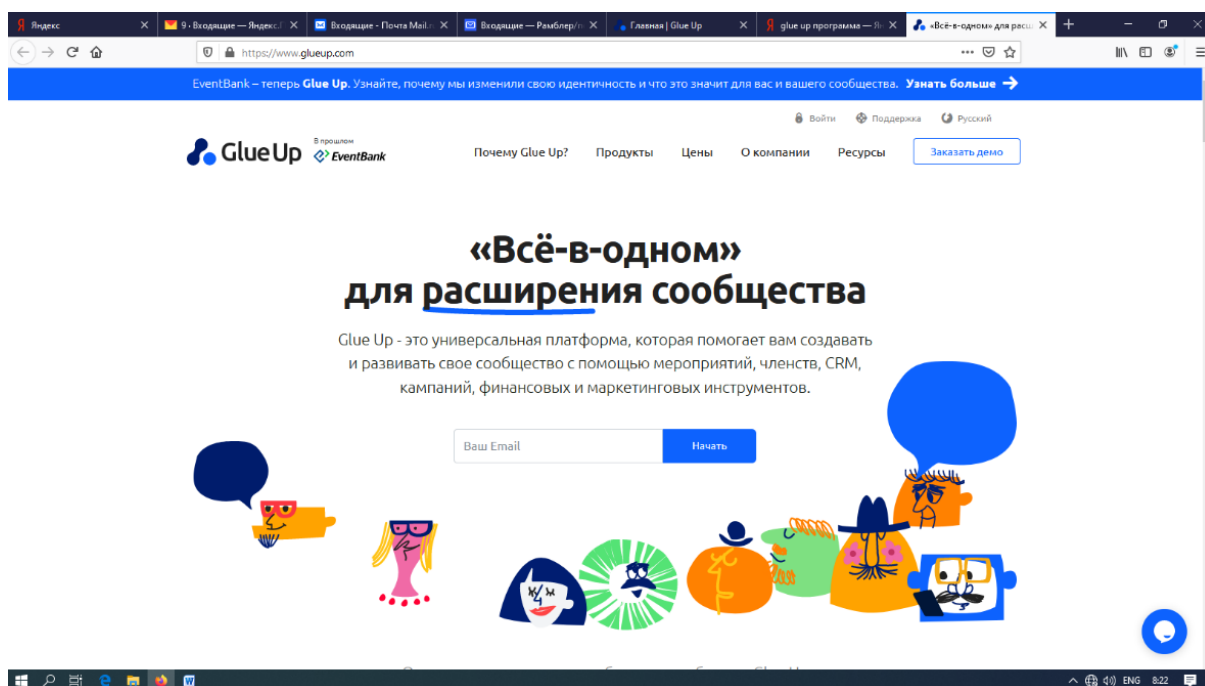 Яндекс
9 · Входящие — Яндекс.П
Входящие - Почта Mail.r
Входящие — Рамблер/п
Главная | Glue Up
glue up программа — Ян
«Всё-в-одном» для расш
https://www.glueup.com
EventBank – теперь Glue Up. Узнайте, почему мы изменили свою идентичность и что это значит для вас и вашего сообщества. Узнать больше →
Войти Поддержка Русский
Glue Up
В прошлом
EventBank
Почему Glue Up? Продукты Цены О компании Ресурсы Заказать демо
«Всё-в-одном»
для расширения сообщества
Glue Up - это универсальная платформа, которая помогает вам создавать
и развивать свое сообщество с помощью мероприятий, членств, CRM,
кампаний, финансовых и маркетинговых инструментов.
Ваш Email Начать
ENG 8:22